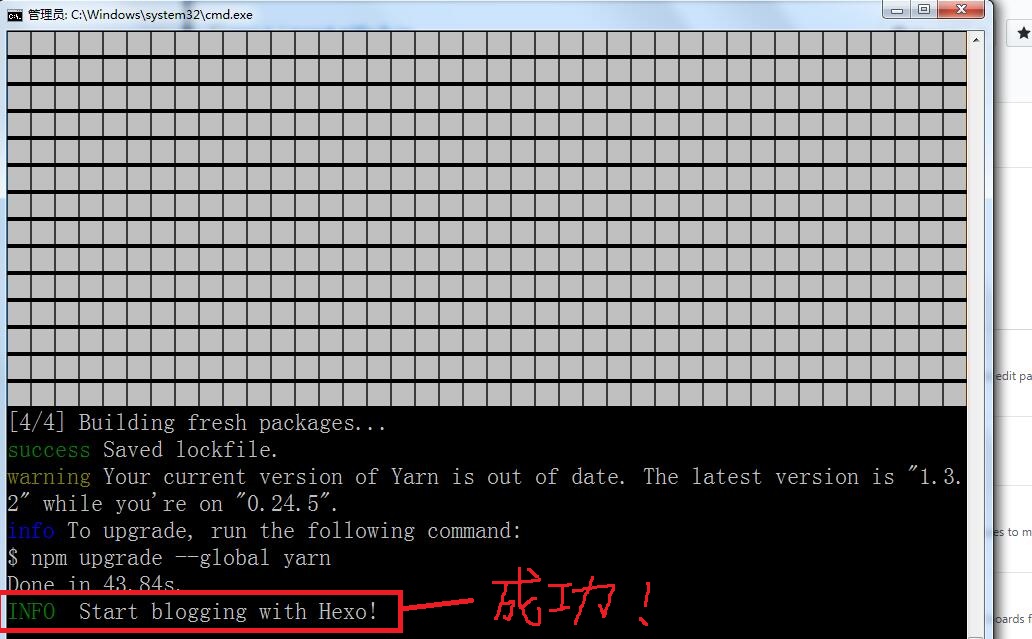 管理员: C:\Windows\system32\cmd.exe
[4/4] Building fresh packages...
success Saved lockfile.
warning Your current version of Yarn is out of date. The latest version is "1.3.
2" while you're on "0.24.5".
info To upgrade, run the following command:
$ npm upgrade --global yarn
Done in 43.84s.
INFO  Start blogging with Hexo!
成功!
edit pa
es to m
oards f